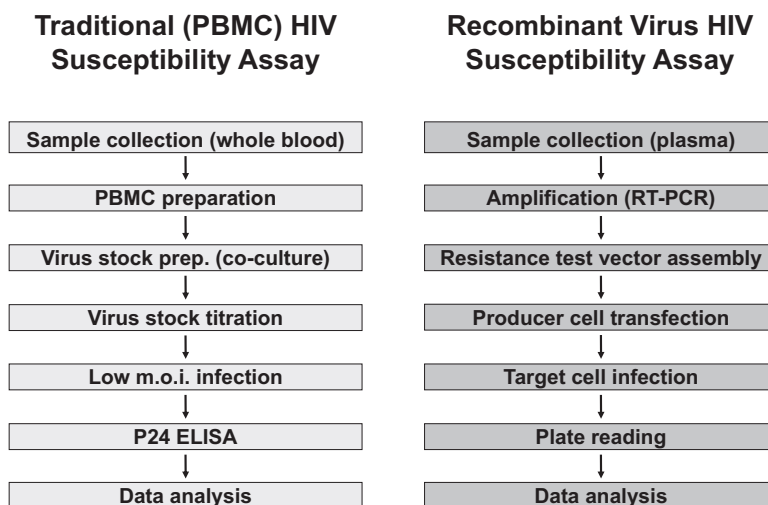 Traditional (PBMC) HIV
Susceptibility Assay
Sample collection (whole blood)
PBMC preparation
Virus stock prep. (co-culture)
Virus stock titration
Low m.o.i. infection
P24 ELISA
Data analysis
Recombinant Virus HIV
Susceptibility Assay
Sample collection (plasma)
Amplification (RT-PCR)
Resistance test vector assembly
Producer cell transfection
Target cell infection
Plate reading
Data analysis